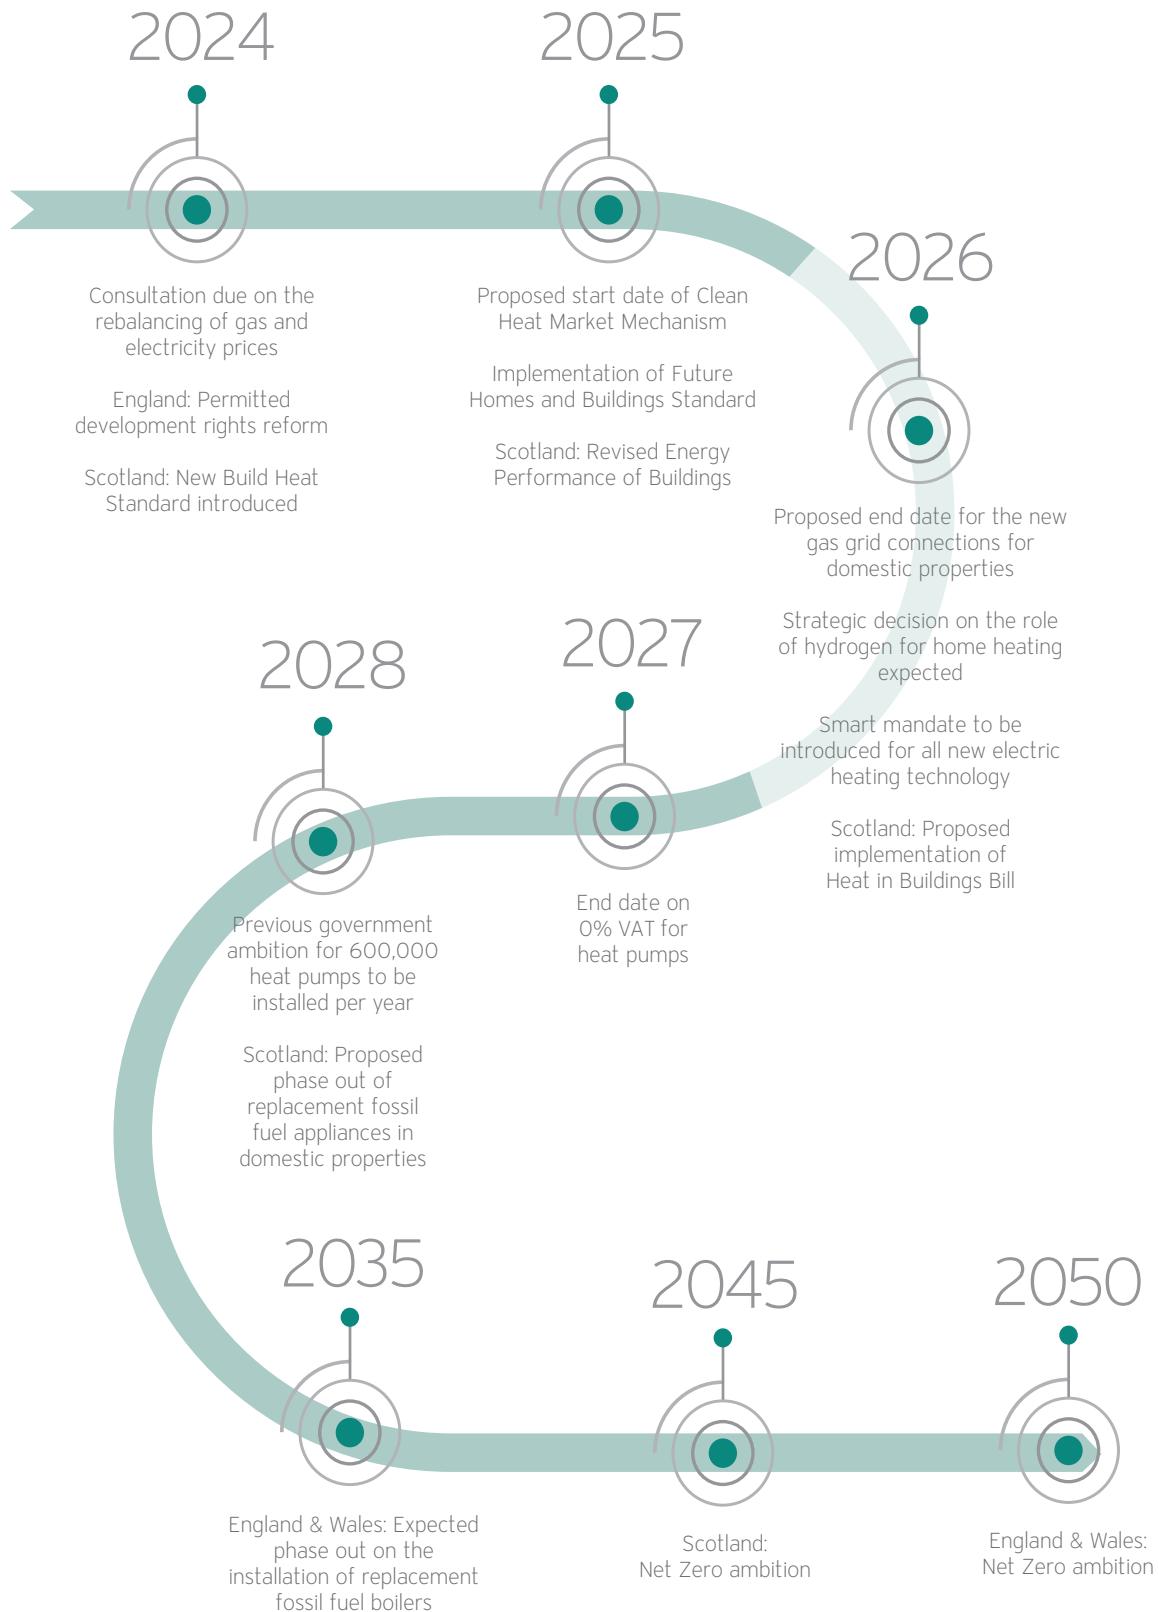 2024
Consultation due on the
rebalancing of gas and
electricity prices
England: Permitted
development rights reform
Scotland: New Build Heat
Standard introduced
2025
Proposed start date of Clean
Heat Market Mechanism
Implementation of Future
Homes and Buildings Standard
Scotland: Revised Energy
Performance of Buildings
2026
Proposed end date for the new
gas grid connections for
domestic properties
Strategic decision on the role
of hydrogen for home heating
expected
Smart mandate to be
introduced for all new electric
heating technology
Scotland: Proposed
implementation of
Heat in Buildings Bill
2027
End date on
0% VAT for
heat pumps
2028
Previous government
ambition for 600,000
heat pumps to be
installed per year
Scotland: Proposed
phase out of
replacement fossil
fuel appliances in
domestic properties
2035
England & Wales: Expected
phase out on the
installation of replacement
fossil fuel boilers
2045
Scotland:
Net Zero ambition
2050
England & Wales:
Net Zero ambition